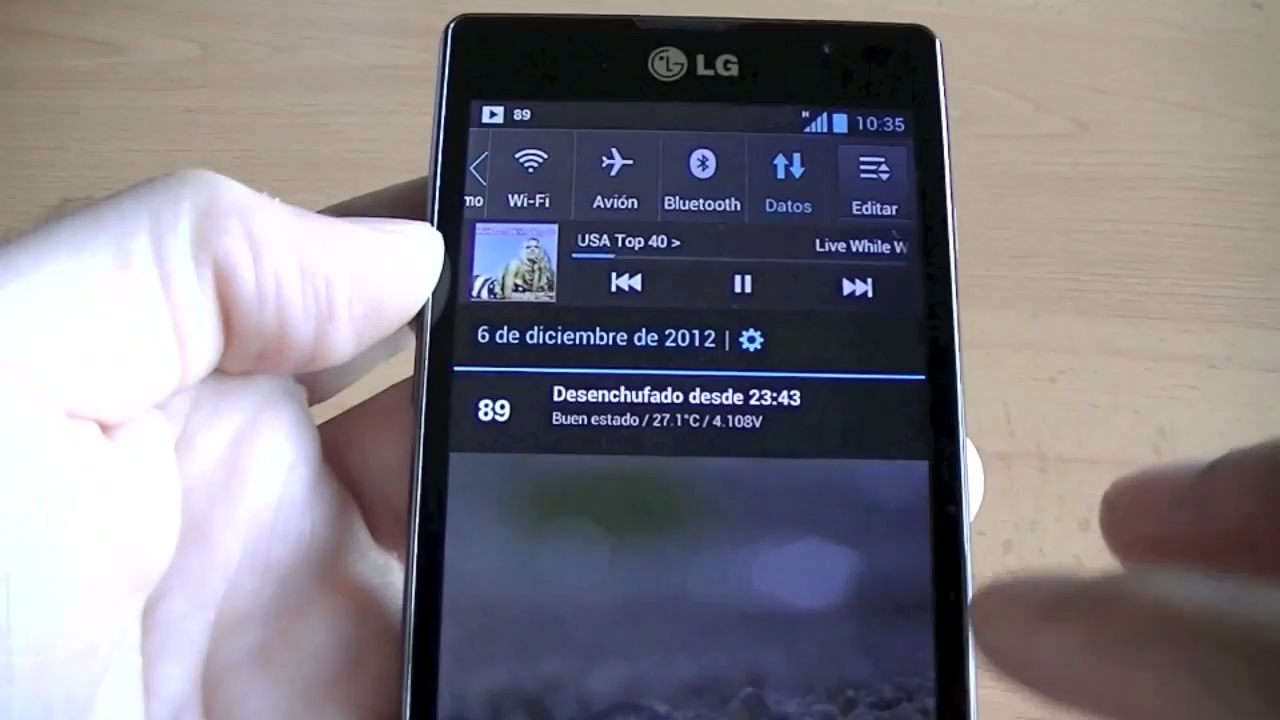 LG
89 H 10:35
mo Wi-Fi Avión Bluetooth Datos Editar
USA Top 40 > Live While W
6 de diciembre de 2012 |
89 Desenchufado desde 23:43
Buen estado / 27.1°C / 4.108V